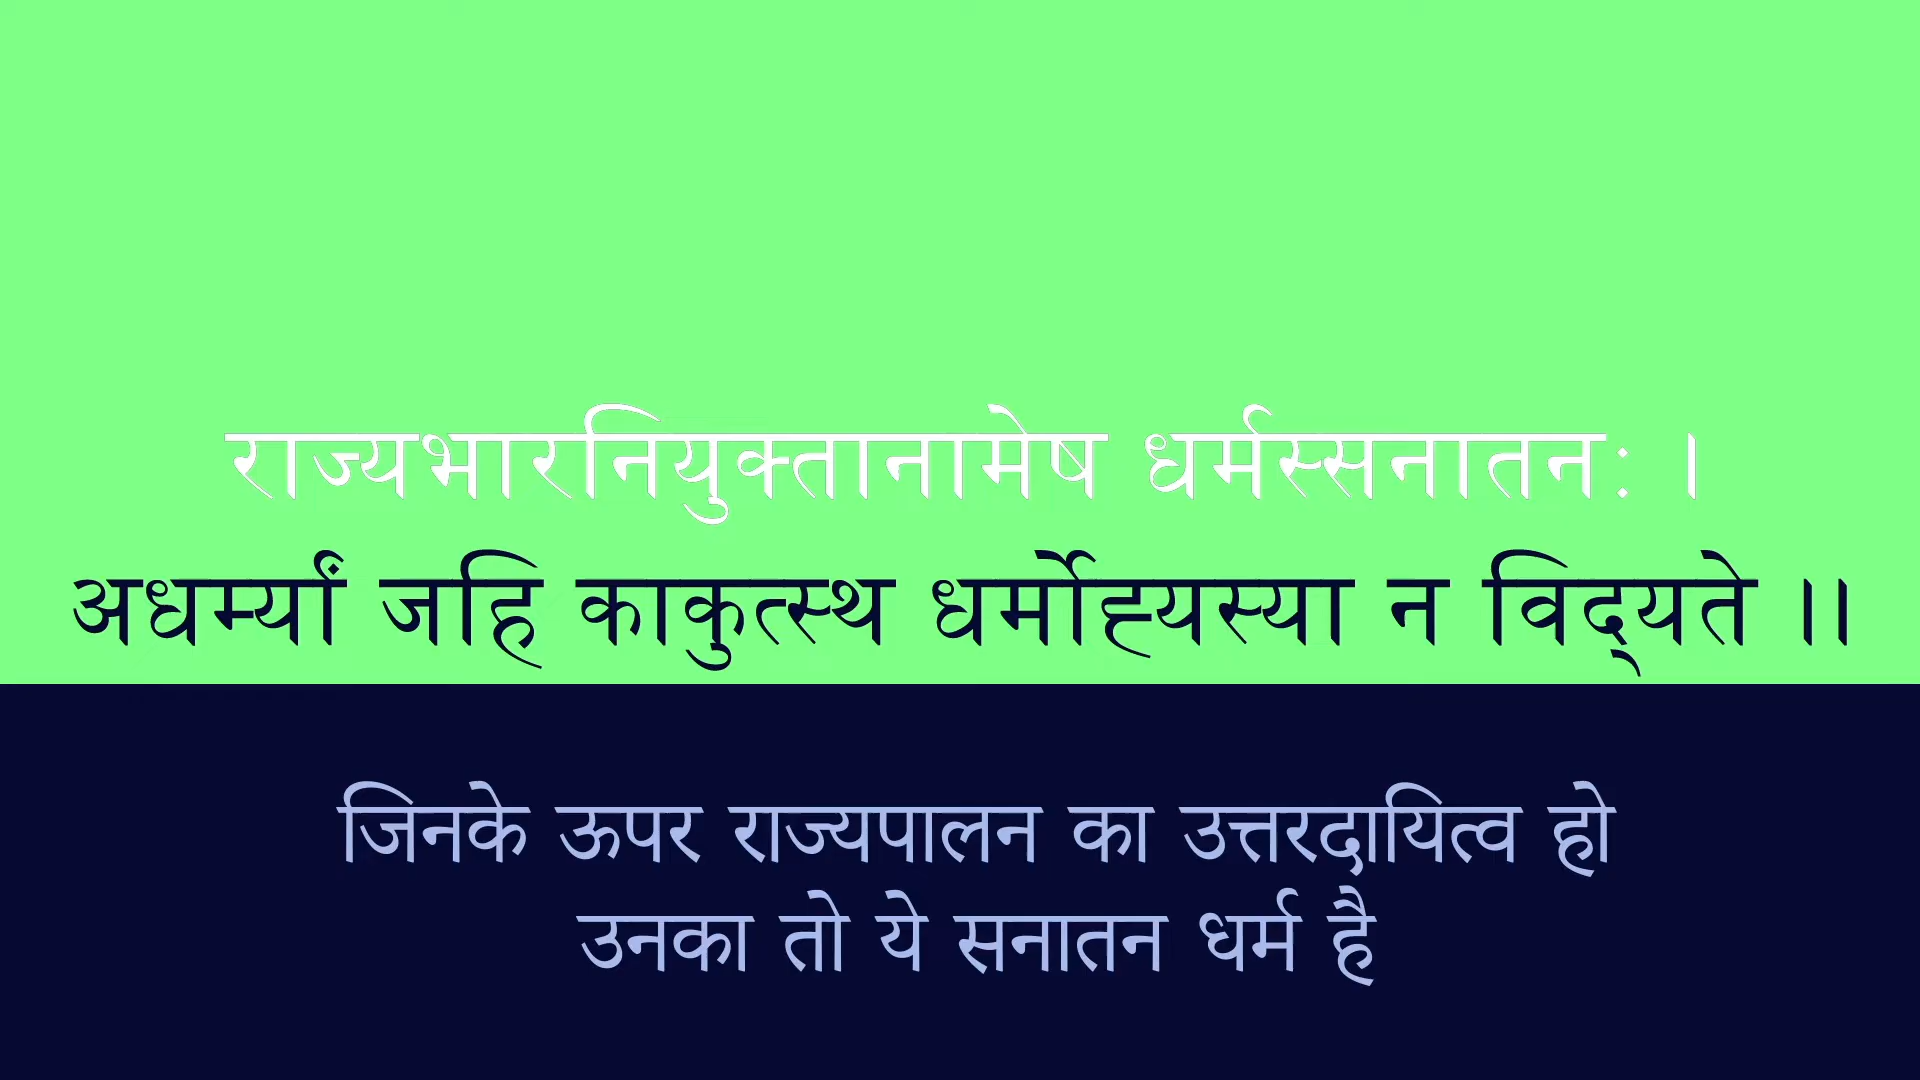 राज्यभारनियुक्तानामेष धर्मस्सनातनः ।
अधर्म्यां जहि काकुत्स्थ धर्मोह्यस्या न विद्यते ।।
जिनके ऊपर राज्यपालन का उत्तरदायित्व हो
उनका तो ये सनातन धर्म है